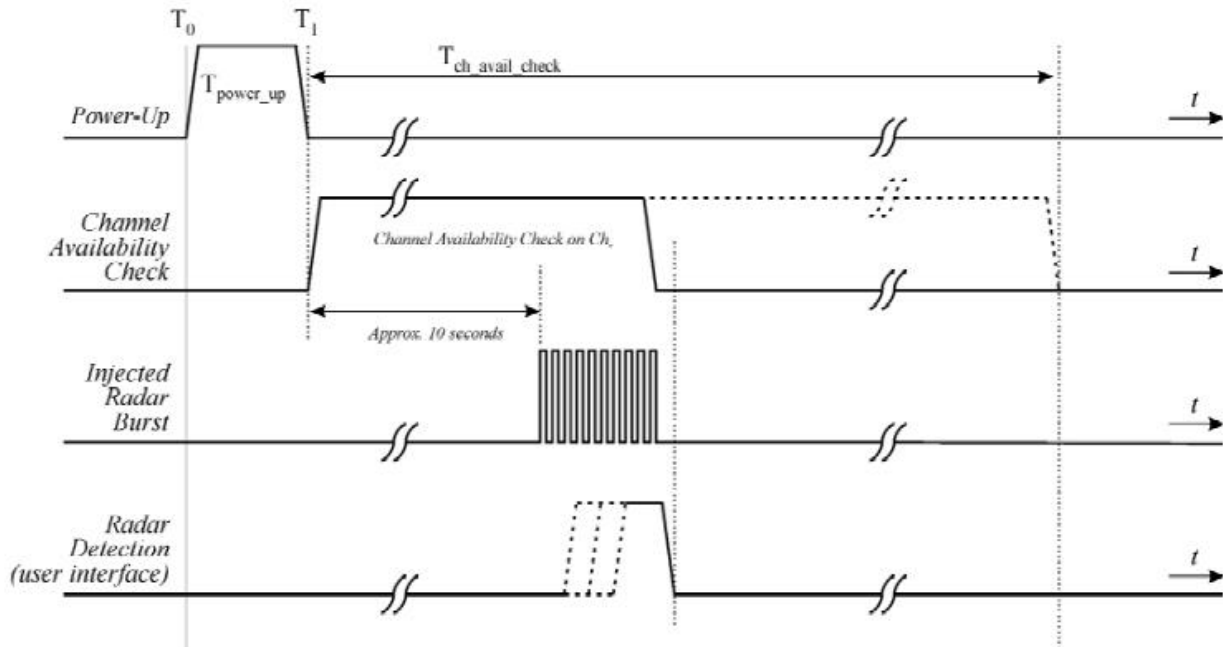 T0 T1
Tch_avail_check
Tpower_up
Power-Up
t
Channel
Availability
Check
Channel Availability Check on Chr
t
Approx. 10 seconds
Injected
Radar
Burst
t
Radar
Detection
(user interface)
t